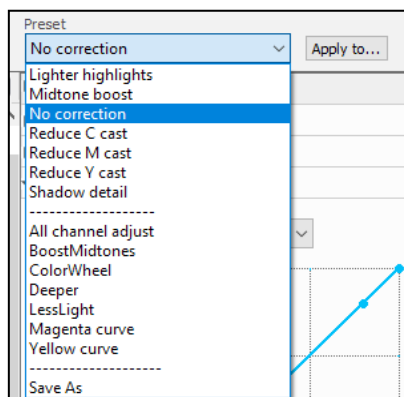 Preset
No correction
Apply to...
Lighter highlights
Midtone boost
No correction
Reduce C cast
Reduce M cast
Reduce Y cast
Shadow detail
-------------------
All channel adjust
BoostMidtones
ColorWheel
Deeper
LessLight
Magenta curve
Yellow curve
--------------------
Save As